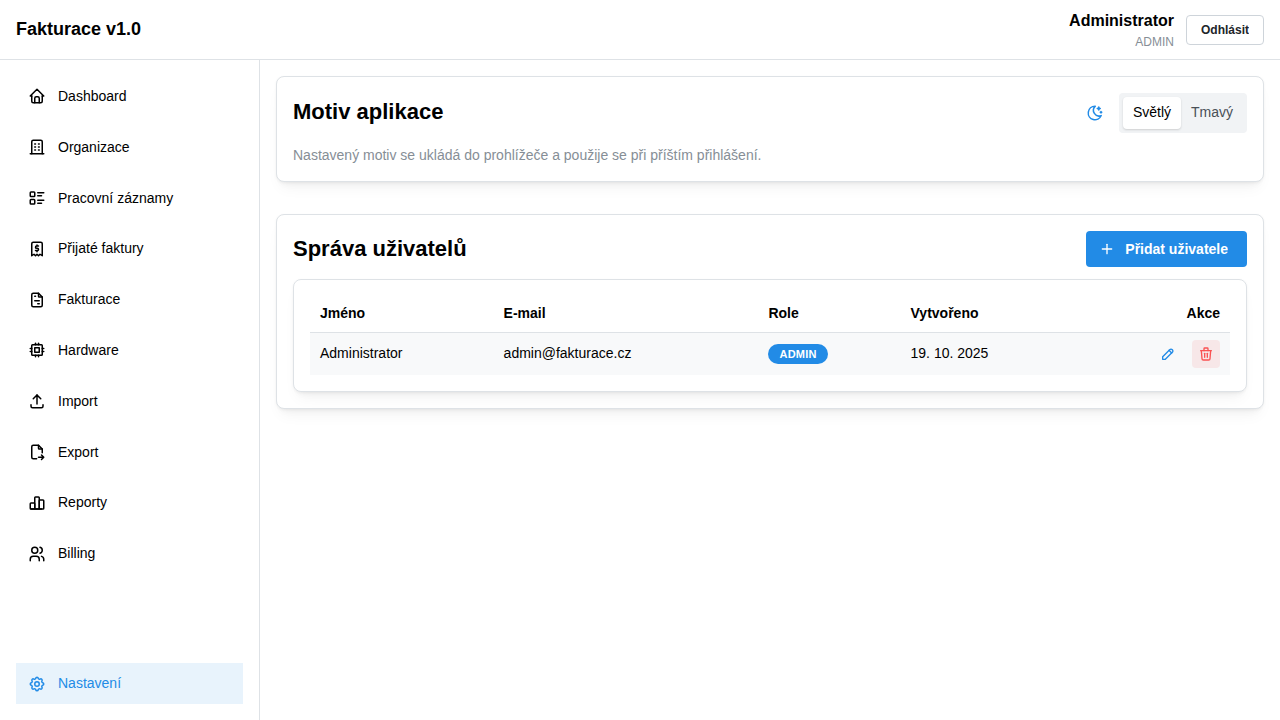 Fakturace v1.0
Administrator
ADMIN
Odhlásit
Dashboard
Organizace
Pracovní záznamy
Přijaté faktury
Fakturace
Hardware
Import
Export
Reporty
Billing
Nastavení
Motiv aplikace
Světlý Tmavý
Nastavený motiv se ukládá do prohlížeče a použije se při příštím přihlášení.
Správa uživatelů
Přidat uživatele
Jméno E-mail Role Vytvořeno Akce
Administrator admin@fakturace.cz ADMIN 19. 10. 2025